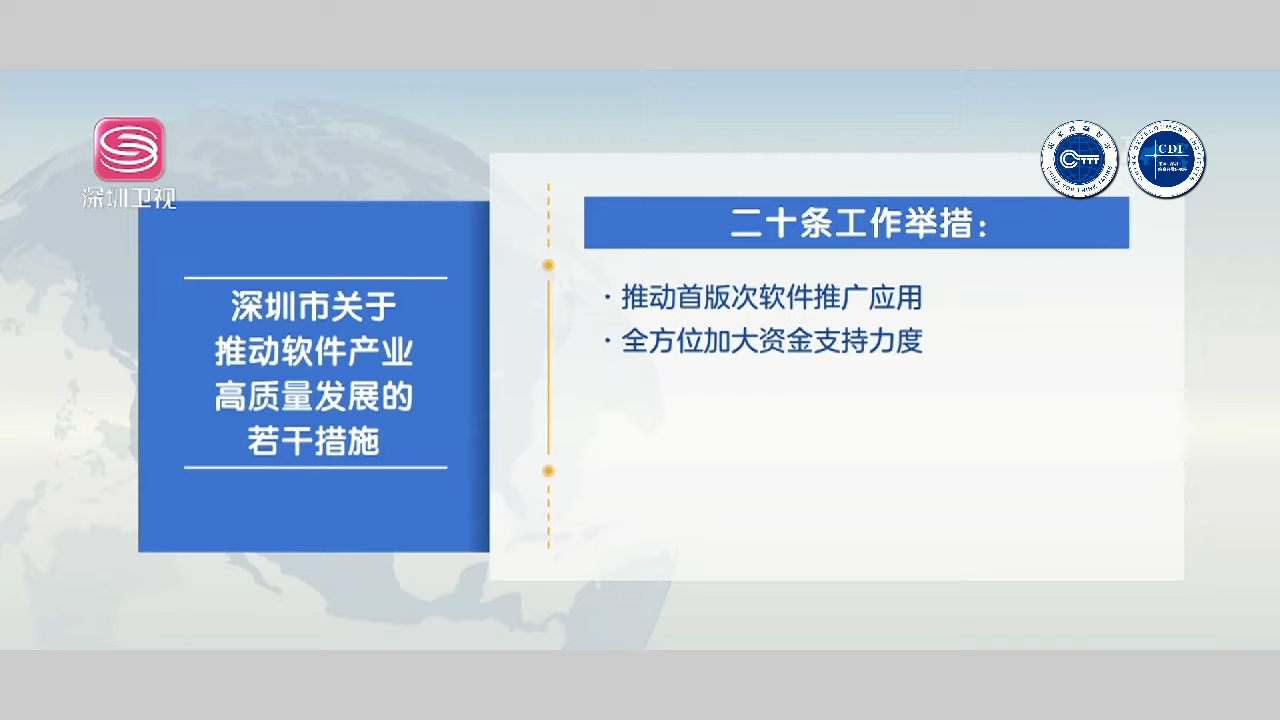 深圳卫视
CDI
深圳市关于
推动软件产业
高质量发展的
若干措施
二十条工作举措：
·推动首版次软件推广应用
·全方位加大资金支持力度